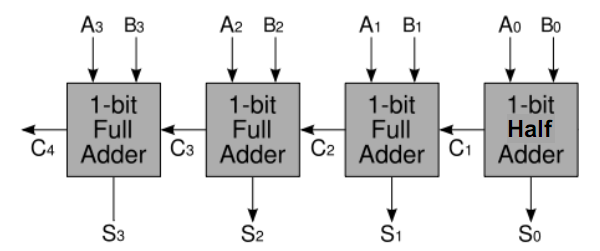 A3 B3 A2 B2 A1 B1 A0 B0
1-bit Full Adder
1-bit Full Adder
1-bit Full Adder
1-bit Half Adder
C4 C3 C2 C1
S3 S2 S1 S0